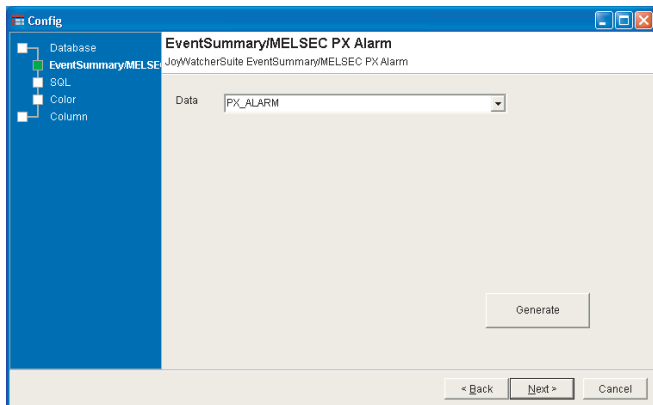 Config
Database
EventSummary/MELSE
SQL
Color
Column
EventSummary/MELSEC PX Alarm
JoyWatcherSuite EventSummary/MELSEC PX Alarm
Data
PX_ALARM
Generate
< Back
Next >
Cancel